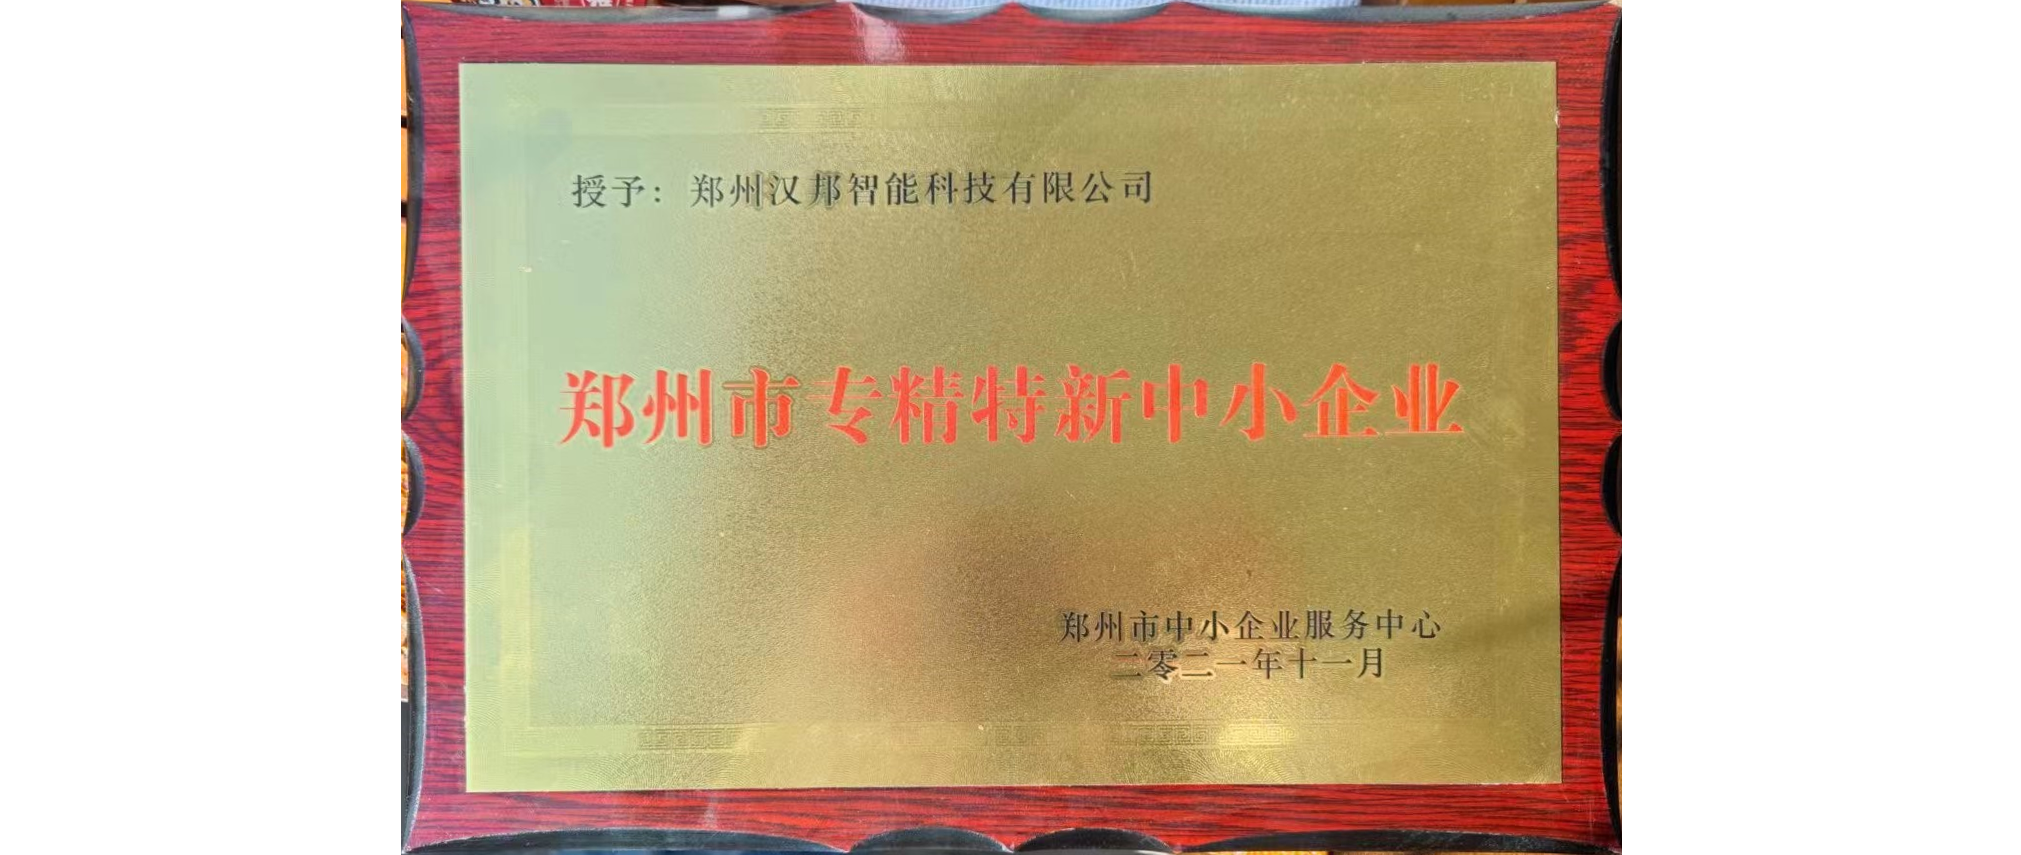 授予：郑州汉邦智能科技有限公司
郑州市专精特新中小企业
郑州市中小企业服务中心
二零二一年十一月